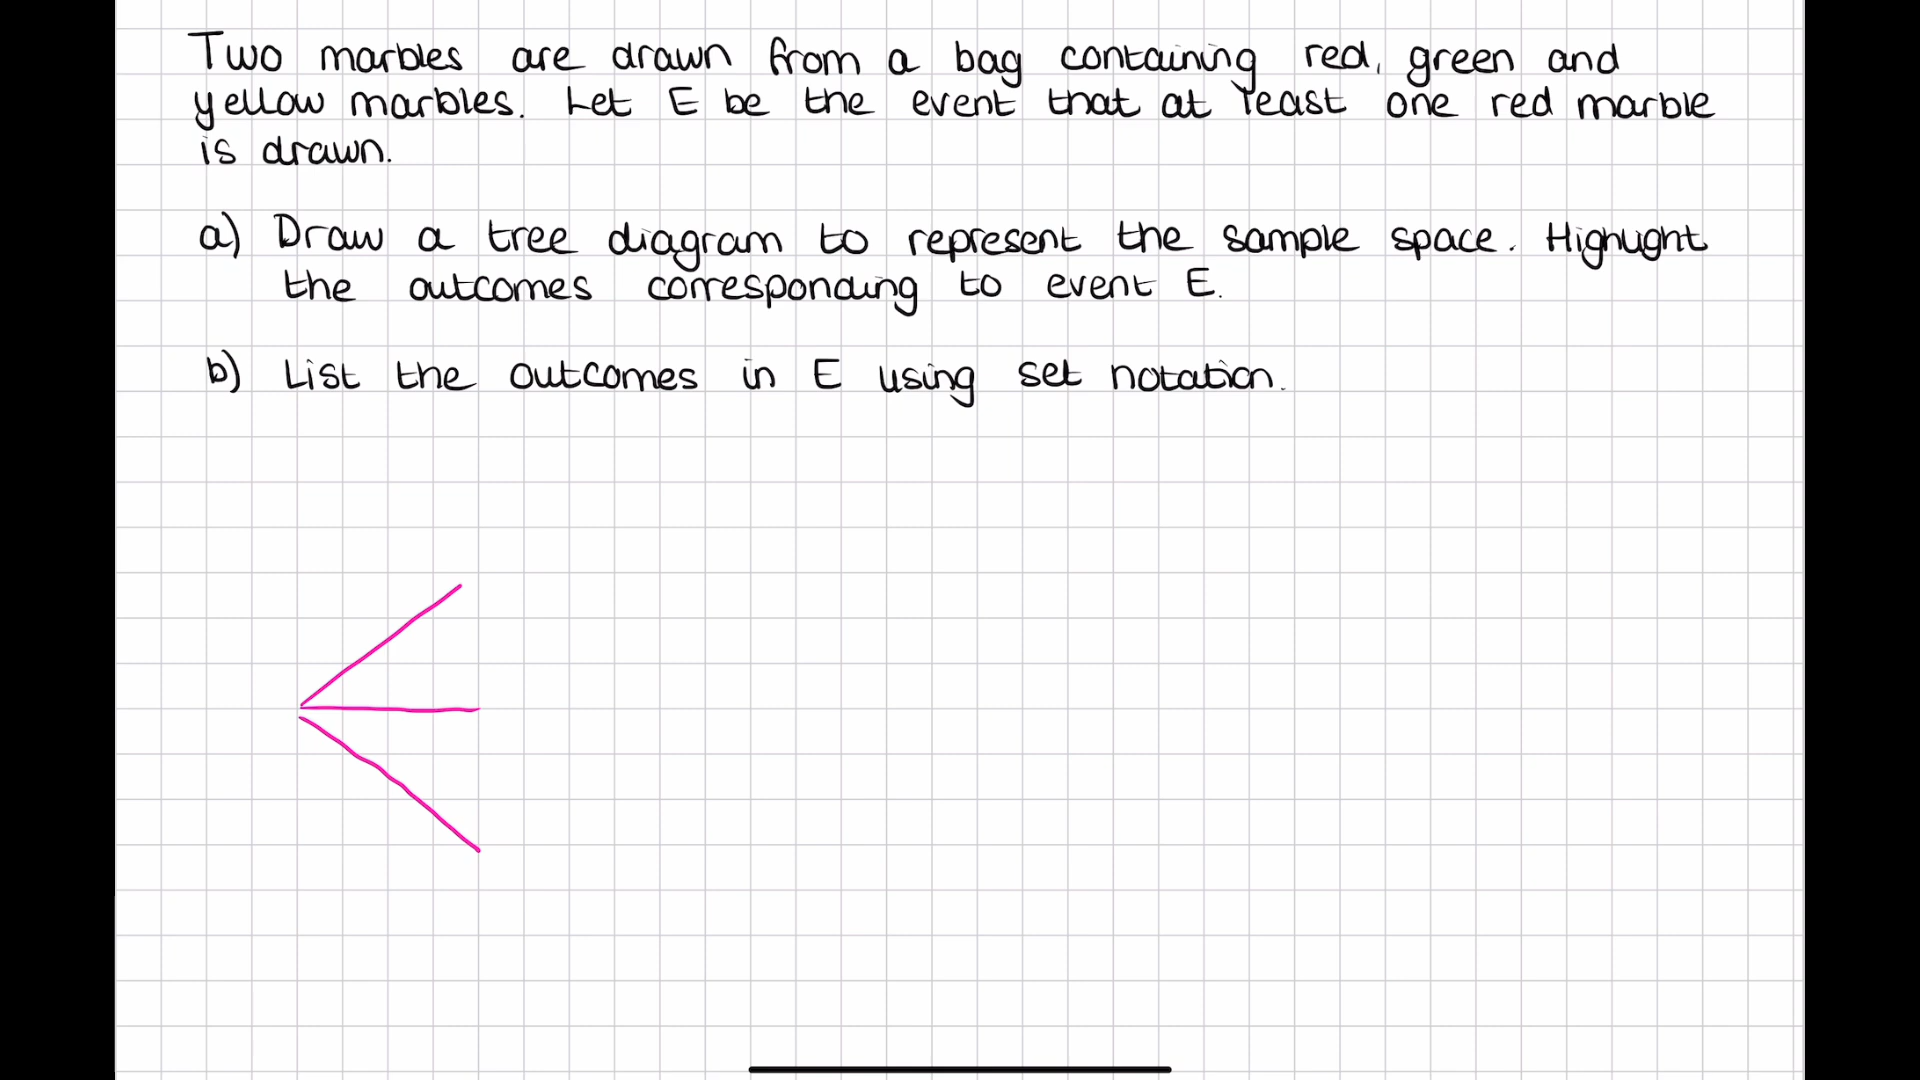 Two marbles are drawn from a bag containing red, green and
yellow marbles. Let E be the event that at least one red marble
is drawn.
a) Draw a tree diagram to represent the sample space. Highlight
the outcomes corresponding to event E.
b) List the outcomes in E using set notation.